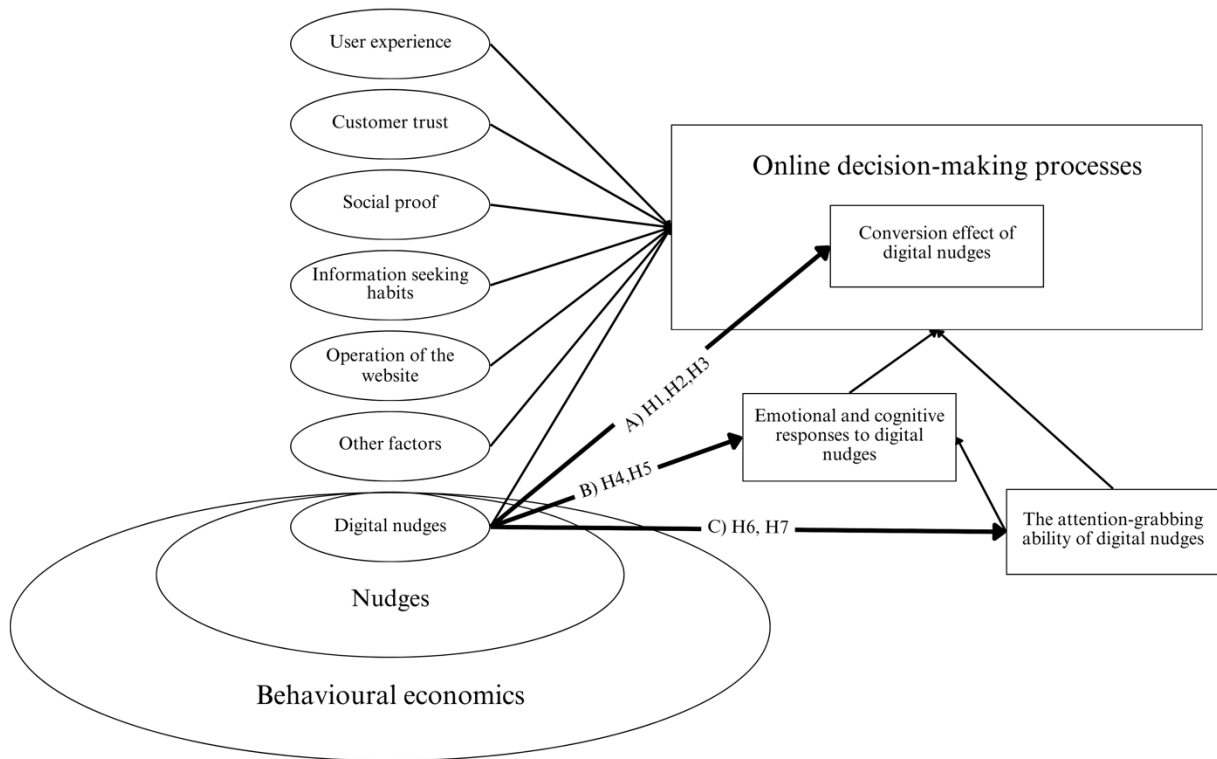 User experience
Customer trust
Social proof
Information seeking
habits
Operation of the
website
Other factors
Digital nudges
Nudges
Behavioural economics
Online decision-making processes
Conversion effect of
digital nudges
A) H1,H2,H3
B) H4,H5
C) H6, H7
Emotional and cognitive
responses to digital
nudges
The attention-grabbing
ability of digital nudges